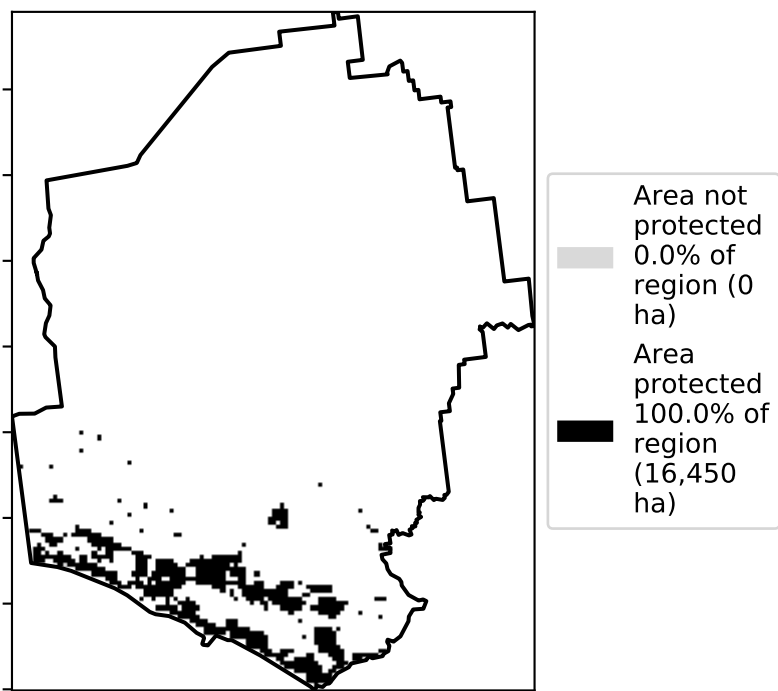 Area not
protected
0.0% of
region (0
ha)
Area
protected
100.0% of
region
(16,450
ha)